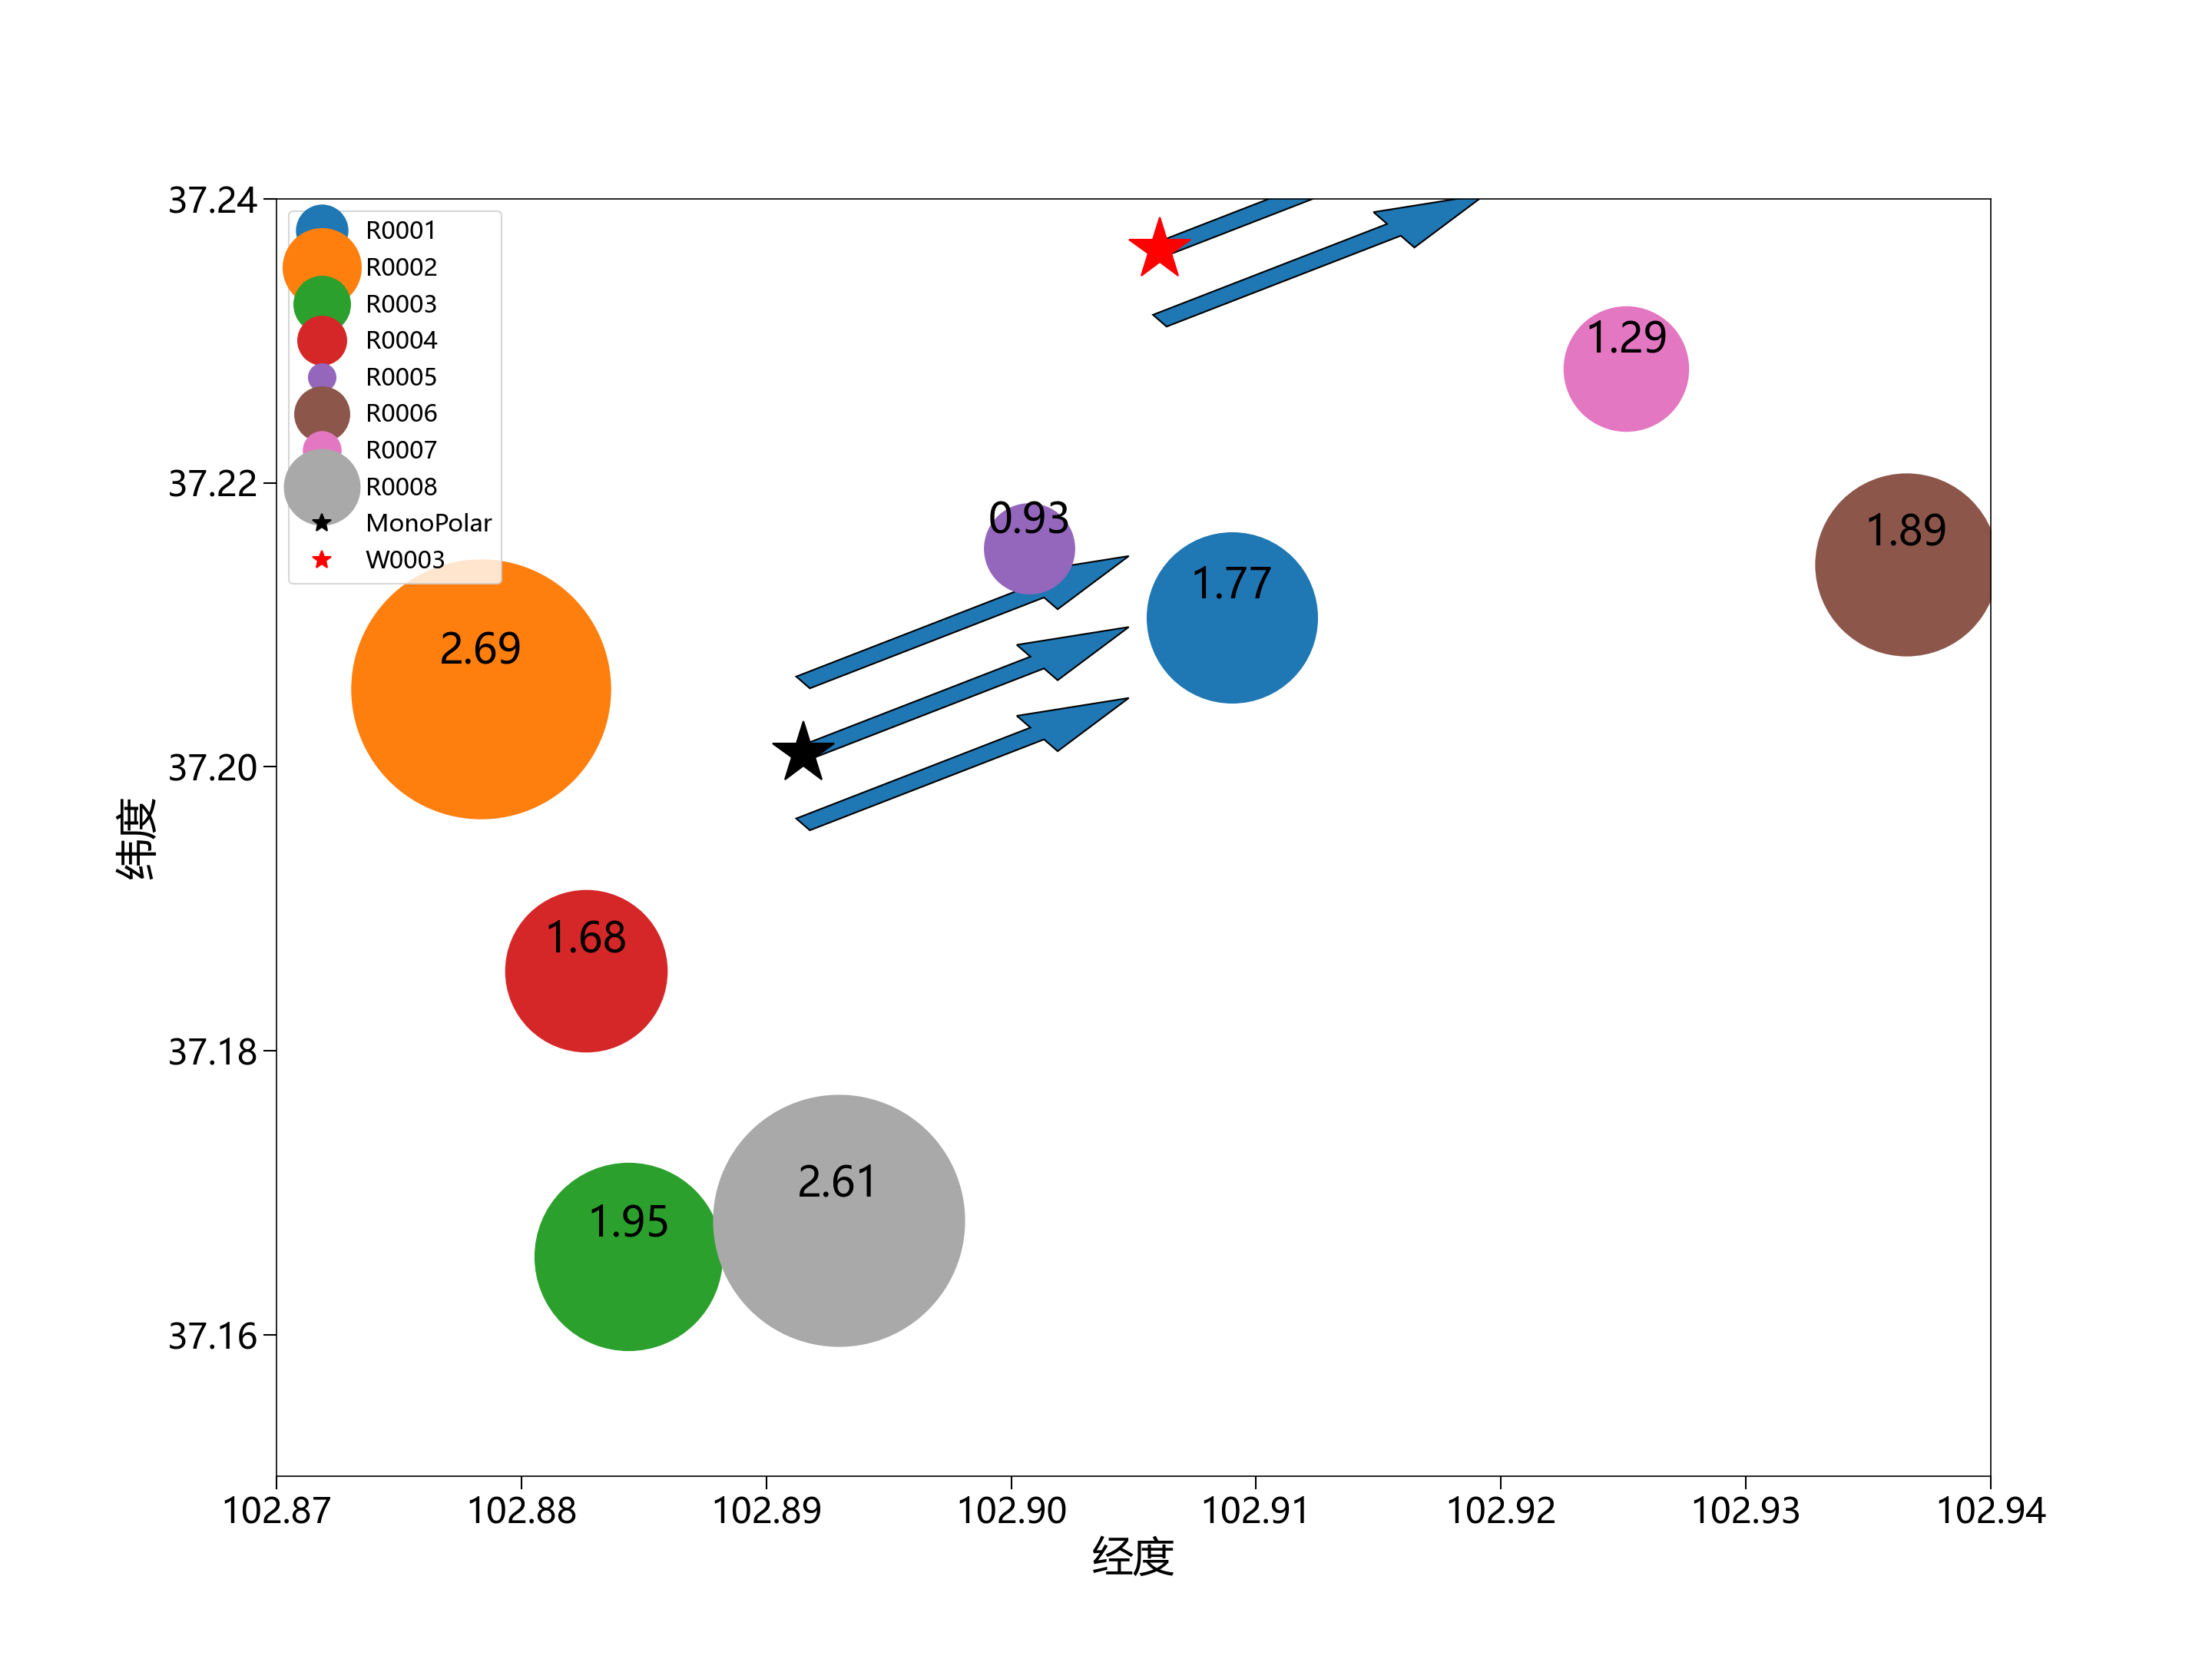 37.24
37.22
37.20
37.18
37.16
纬度
R0001
R0002
R0003
R0004
R0005
R0006
R0007
R0008
MonoPolar
W0003
1.29
0.93
1.89
1.77
2.69
1.68
2.61
1.95
102.87 102.88 102.89 102.90 102.91 102.92 102.93 102.94
经度